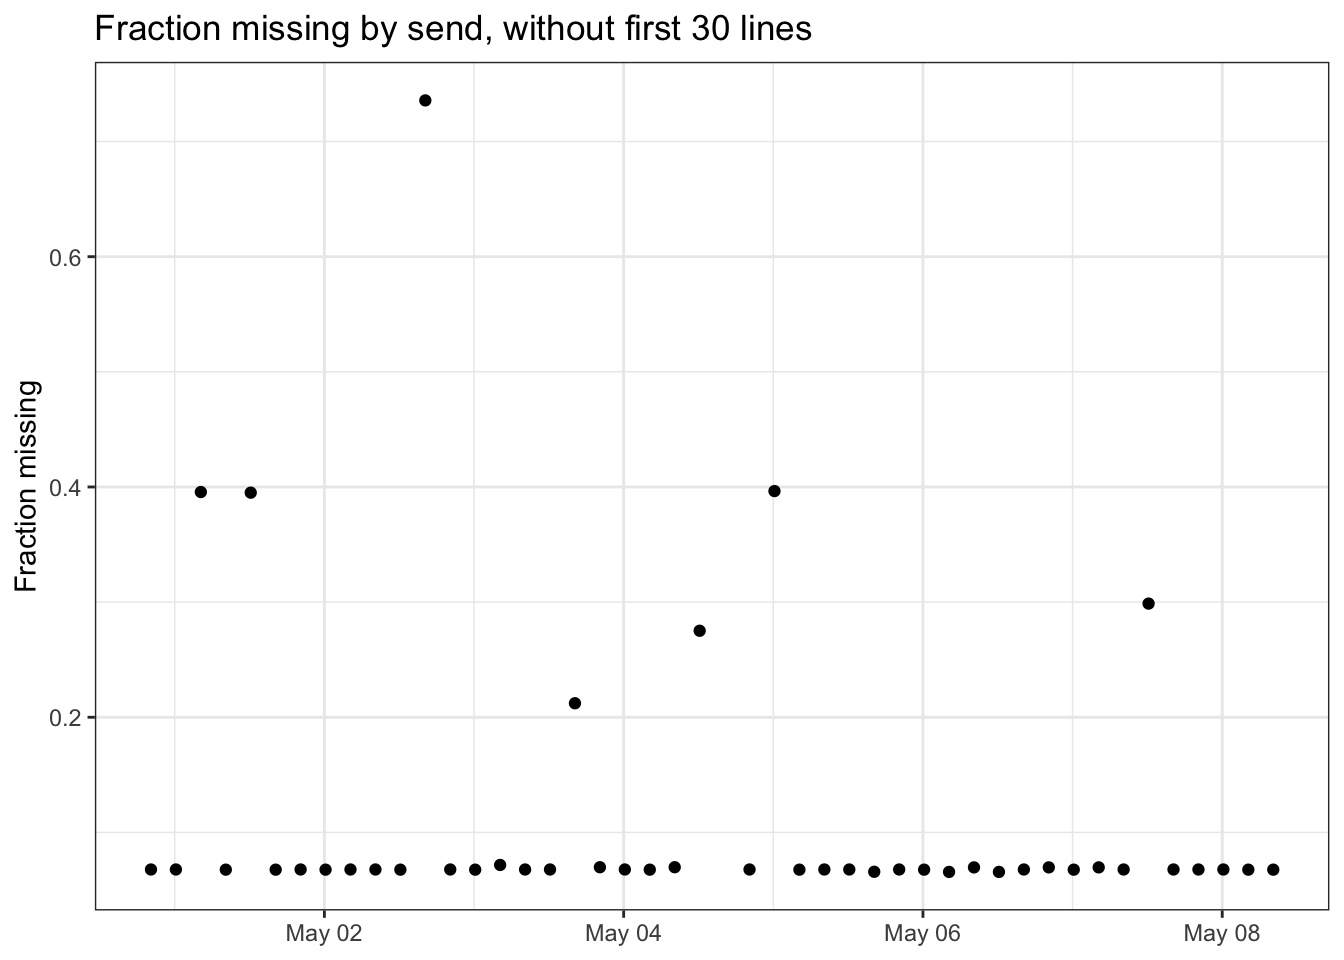 Fraction missing by send, without first 30 lines
Fraction missing
0.6
0.4
0.2
May 02
May 04
May 06
May 08